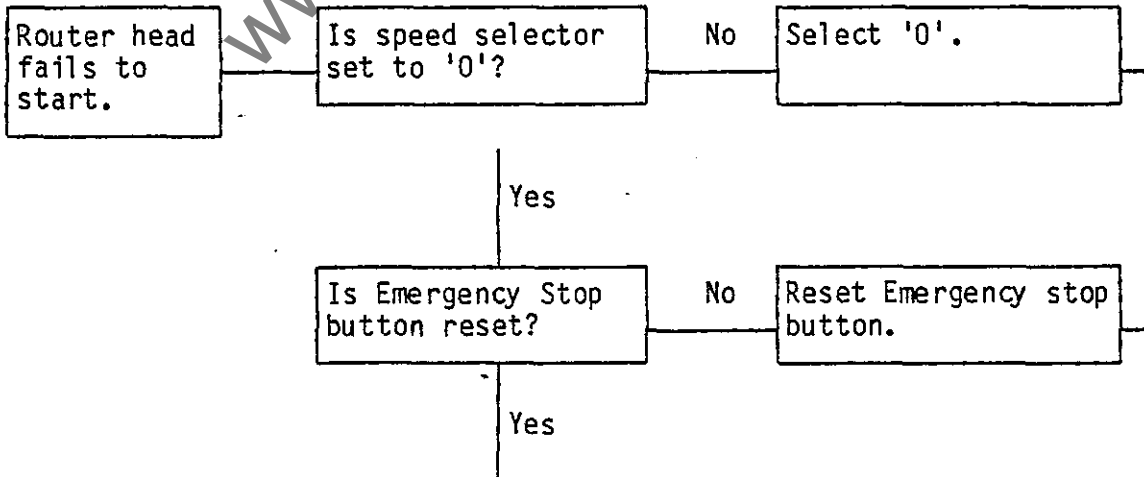 Router head
fails to
start.
Is speed selector
set to '0'?
No
Select '0'.
Yes
Is Emergency Stop
button reset?
No
Reset Emergency stop
button.
Yes